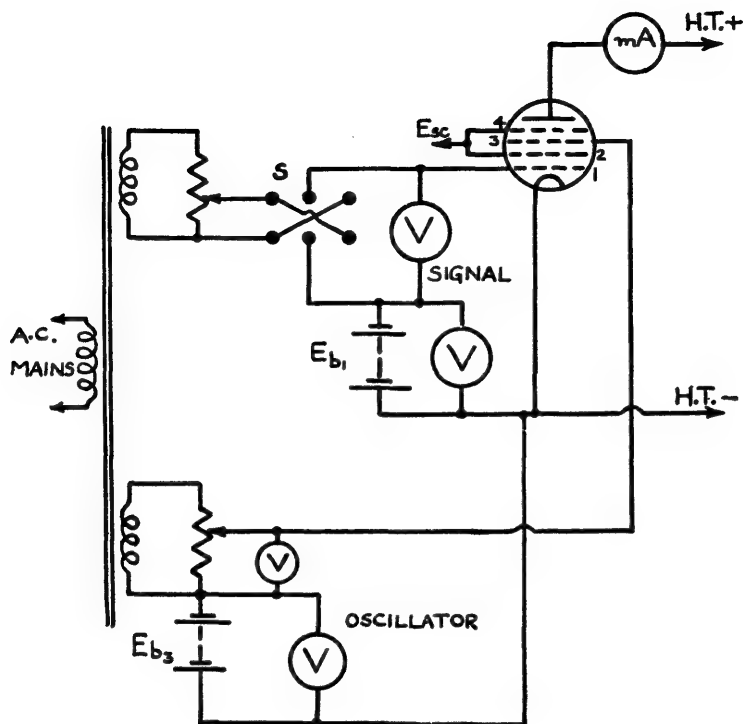 H.T.+
mA
4
Esc
3
2
1
S
V
SIGNAL
A.C.
MAINS
Eb1
V
H.T.-
V
OSCILLATOR
Eb3
V